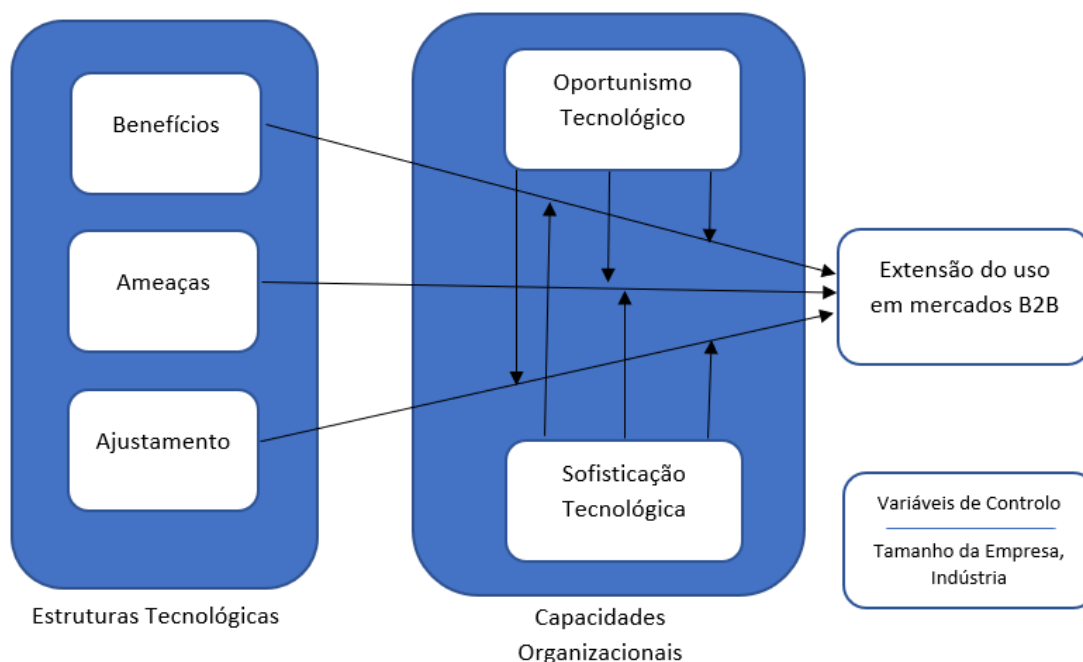 Benefícios
Ameaças
Ajustamento
Estruturas Tecnológicas
Oportunismo
Tecnológico
Sofisticação
Tecnológica
Capacidades
Organizacionais
Extensão do uso
em mercados B2B
Variáveis de Controlo
Tamanho da Empresa,
Indústria